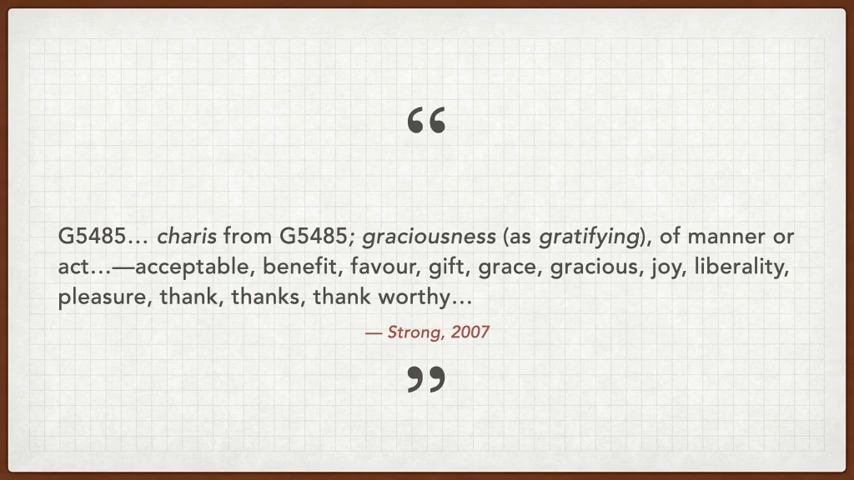 “
G5485… charis from G5485; graciousness (as gratifying), of manner or
act…—acceptable, benefit, favour, gift, grace, gracious, joy, liberality,
pleasure, thank, thanks, thank worthy…
— Strong, 2007
”